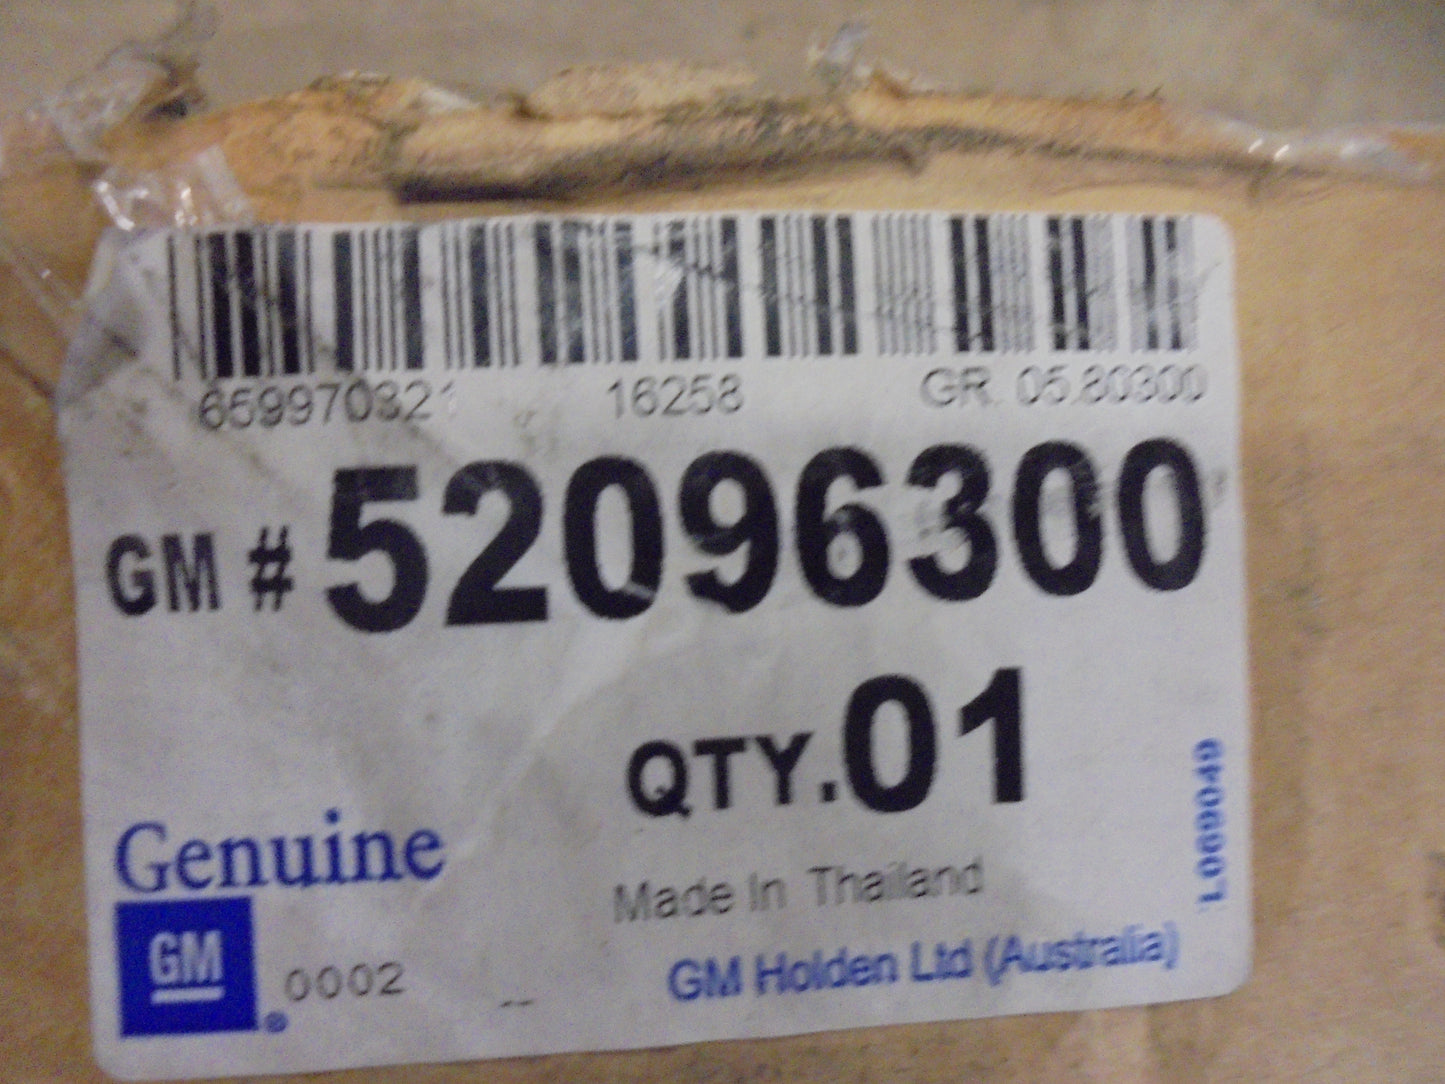 659970321 16258 GR. 05.80300
GM # 52096300
QTY.01
Genuine
Made In Thailand
GM
®
0002 --
GM Holden Ltd (Australia)
L069049